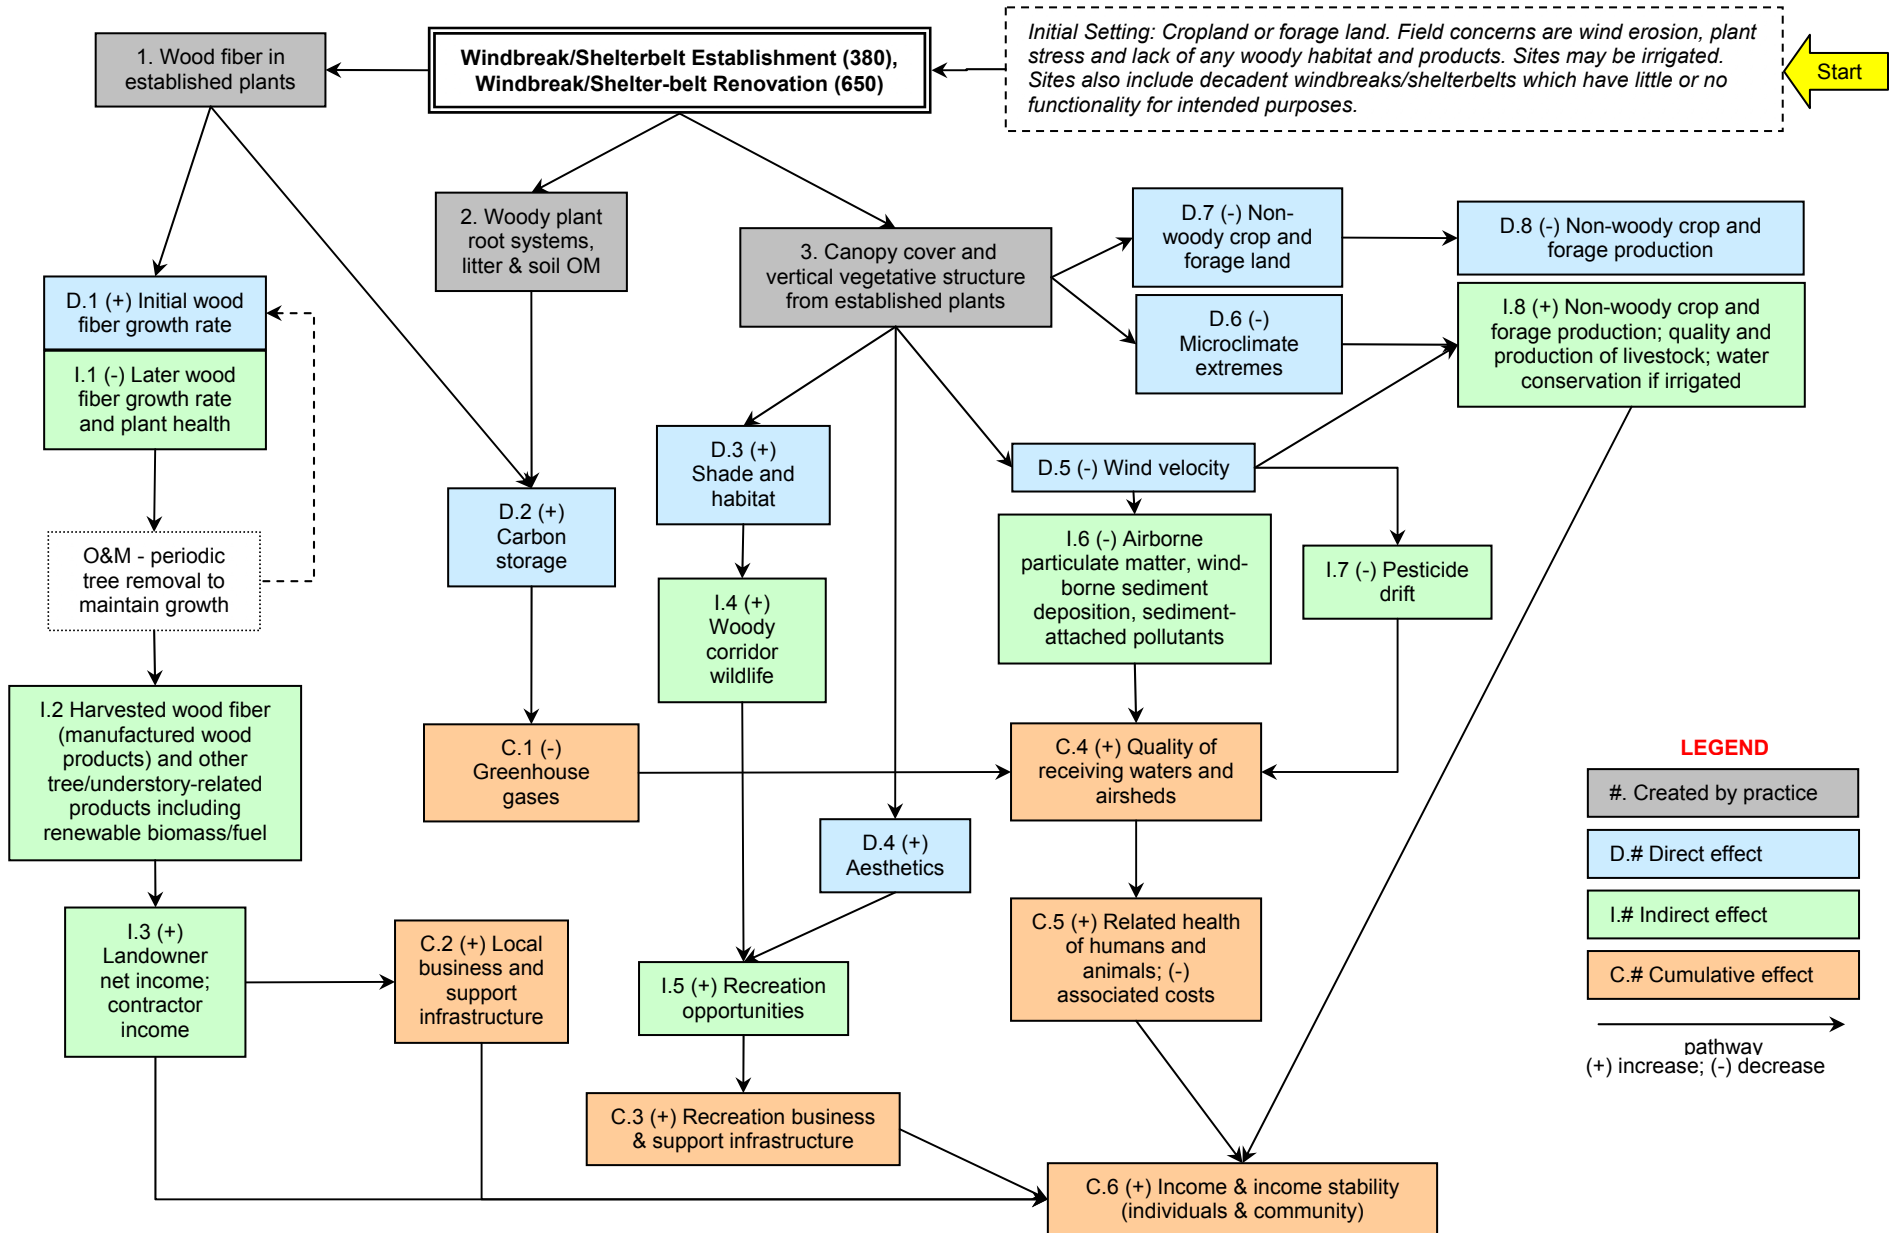 1. Wood fiber in
established plants
Windbreak/Shelterbelt Establishment (380),
Windbreak/Shelter-belt Renovation (650)
Initial Setting: Cropland or forage land. Field concerns are wind erosion, plant
stress and lack of any woody habitat and products. Sites may be irrigated.
Sites also include decadent windbreaks/shelterbelts which have little or no
functionality for intended purposes.
Start
2. Woody plant
root systems,
litter & soil OM
3. Canopy cover and
vertical vegetative structure
from established plants
D.7 (-) Non-
woody crop and
forage land
D.8 (-) Non-woody crop and
forage production
D.1 (+) Initial wood
fiber growth rate
I.1 (-) Later wood
fiber growth rate
and plant health
D.6 (-)
Microclimate
extremes
I.8 (+) Non-woody crop and
forage production; quality and
production of livestock; water
conservation if irrigated
D.3 (+)
Shade and
habitat
D.5 (-) Wind velocity
D.2 (+)
Carbon
storage
O&M - periodic
tree removal to
maintain growth
I.4 (+)
Woody
corridor
wildlife
I.6 (-) Airborne
particulate matter, wind-
borne sediment
deposition, sediment-
attached pollutants
I.7 (-) Pesticide
drift
I.2 Harvested wood fiber
(manufactured wood
products) and other
tree/understory-related
products including
renewable biomass/fuel
C.1 (-)
Greenhouse
gases
C.4 (+) Quality of
receiving waters and
airsheds
D.4 (+)
Aesthetics
I.3 (+)
Landowner
net income;
contractor
income
C.2 (+) Local
business and
support
infrastructure
I.5 (+) Recreation
opportunities
C.5 (+) Related health
of humans and
animals; (-)
associated costs
C.3 (+) Recreation business
& support infrastructure
C.6 (+) Income & income stability
(individuals & community)
LEGEND
#. Created by practice
D.# Direct effect
I.# Indirect effect
C.# Cumulative effect
pathway
(+) increase; (-) decrease